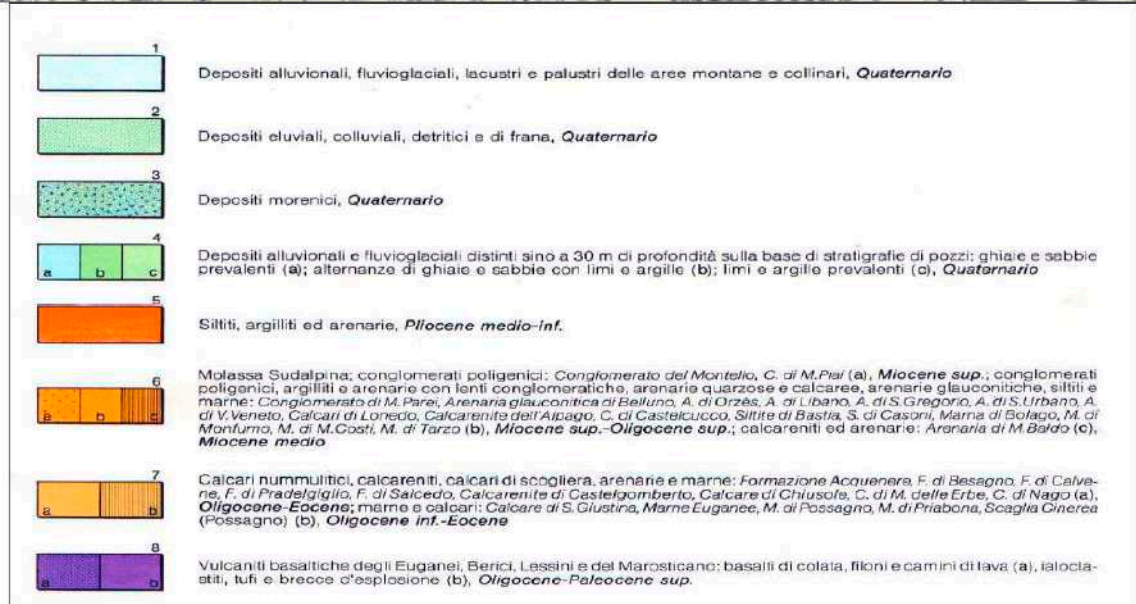 1
Depositi alluvionali, fluvioglaciali, lacustri e palustri delle aree montane e collinari, Quaternario
2
Depositi eluviali, colluviali, detritici e di frana, Quaternario
3
Depositi morenici, Quaternario
4
a b c
Depositi alluvionali e fluvioglaciali distinti sino a 30 m di profondità sulla base di stratigrafie di pozzi: ghiaie e sabbie
prevalenti (a); alternanze di ghiaie e sabbie con limi e argille (b); limi e argille prevalenti (c), Quaternario
5
Siltiti, argilliti ed arenarie, Pliocene medio-inf.
6
a b c
Molassa Sudalpina; conglomerati poligenici: Conglomerato del Montello, C. di M.Piai (a), Miocene sup.; conglomerati
poligenici, argilliti e arenarie con lenti conglomeratiche, arenarie quarzose e calcaree, arenarie glauconitiche, siltiti e
marne: Conglomerato di M.Parei, Arenaria glauconitica di Belluno, A. di Orzès, A. di Libano, A. di S.Gregorio, A. di S.Urbano, A.
di V.Veneto, Calcari di Lonedo, Calcarenite dell'Alpago, C. di Castelcucco, Siltite di Bastia, S. di Casoni, Marna di Bolago, M. di
Monfumo, M. di M.Costi, M. di Tarzo (b), Miocene sup.-Oligocene sup.; calcareniti ed arenarie: Arenaria di M.Baldo (c),
Miocene medio
7
a b
Calcari nummulitici, calcareniti, calcari di scogliera, arenarie e marne: Formazione Acquenere, F. di Besagno, F. di Calve-
ne, F. di Pradelgiglio, F. di Salcedo, Calcarenite di Castelgomberto, Calcare di Chiusole, C. di M. delle Erbe, C. di Nago (a),
Oligocene-Eocene; marne e calcari: Calcare di S. Giustina, Marne Euganee, M. di Possagno, M. di Priabona, Scaglia Cinerea
(Possagno) (b), Oligocene inf.-Eocene
8
a b
Vulcaniti basaltiche degli Euganei, Berici, Lessini e del Marosticano: basalti di colata, filoni e camini di lava (a), ialocla-
stiti, tufi e brecce d'esplosione (b), Oligocene-Paleocene sup.